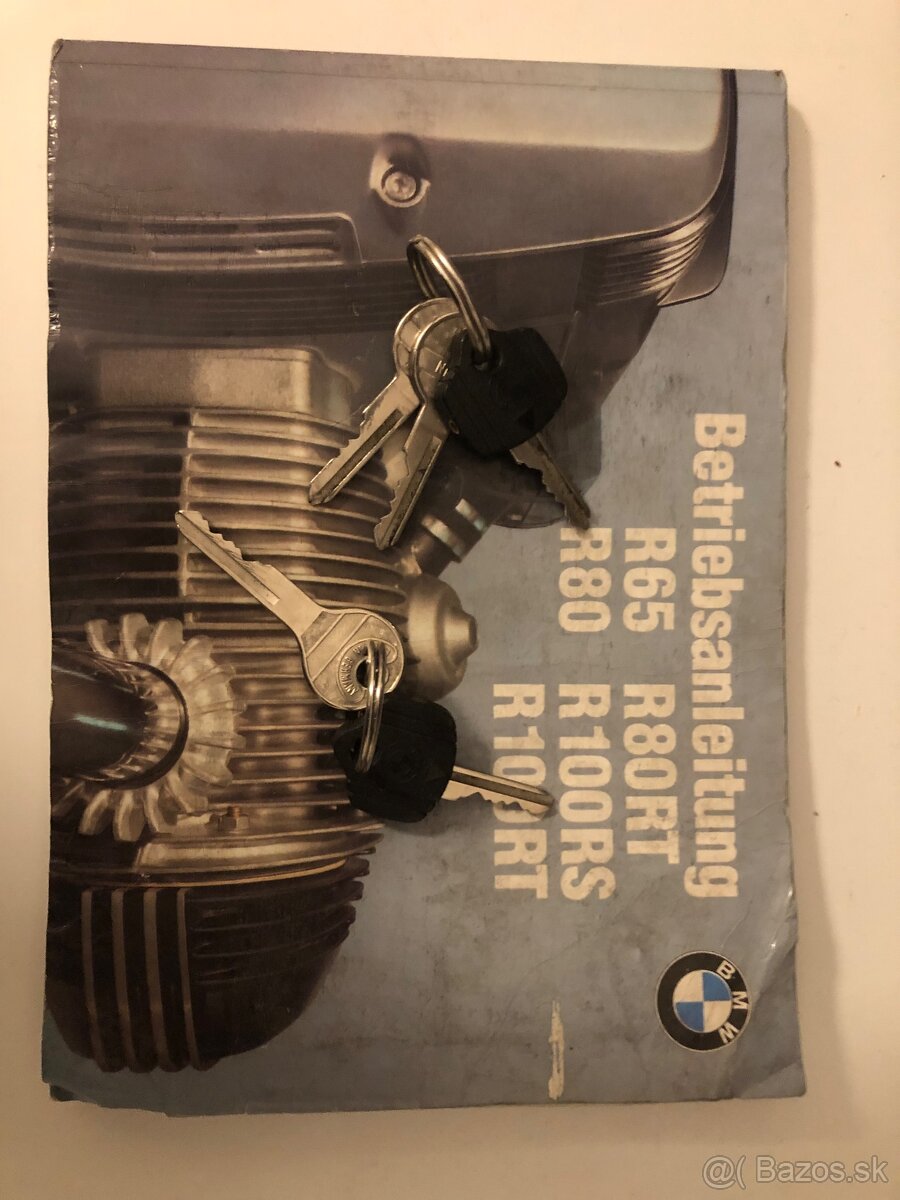 Betriebsanleitung
R65 R80RT
R80 R100RS
R100RT
BMW
@( Bazos.sk